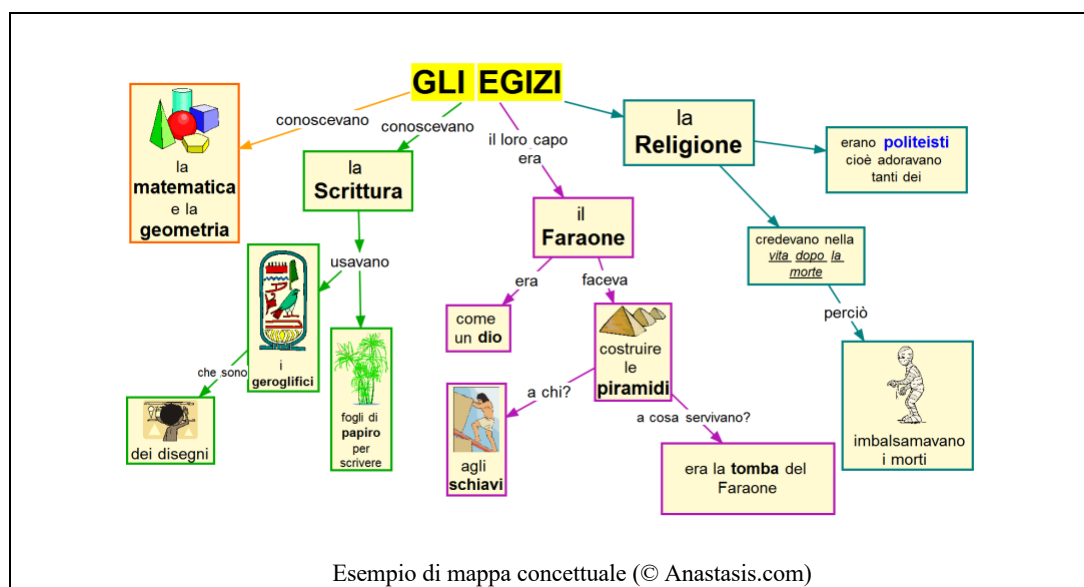 GLI EGIZI
conoscevano
la
matematica
e la
geometria
conoscevano
la
Scrittura
usavano
i
geroglifici
che sono
dei disegni
fogli di
papiro
per
scrivere
il loro capo
era
il
Faraone
era
come
un dio
faceva
costruire
le
piramidi
a chi?
agli
schiavi
a cosa servivano?
era la tomba del
Faraone
la
Religione
erano politeisti
cioè adoravano
tanti dei
credevano nella
vita dopo la
morte
perciò
imbalsamavano
i morti
Esempio di mappa concettuale (© Anastasis.com)